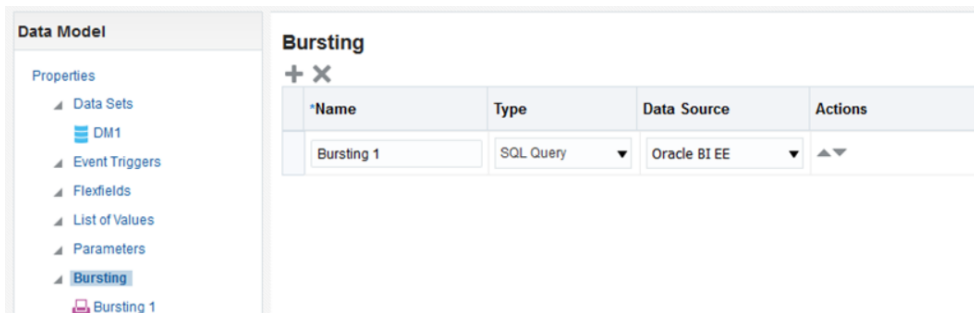 Data Model
Properties
Data Sets
DM1
Event Triggers
Flexfields
List of Values
Parameters
Bursting
Bursting 1
Bursting
*Name Type Data Source Actions
Bursting 1 SQL Query Oracle BI EE